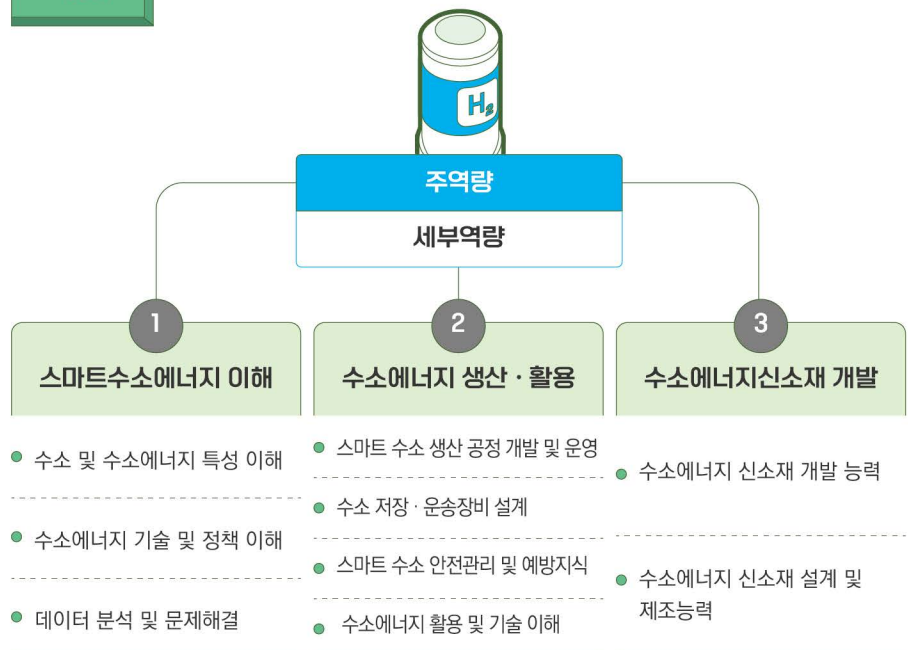 H₂
주역량
세부역량
1
스마트수소에너지 이해
수소 및 수소에너지 특성 이해
수소에너지 기술 및 정책 이해
데이터 분석 및 문제해결
2
수소에너지 생산 · 활용
스마트 수소 생산 공정 개발 및 운영
수소 저장 · 운송장비 설계
스마트 수소 안전관리 및 예방지식
수소에너지 활용 및 기술 이해
3
수소에너지신소재 개발
수소에너지 신소재 개발 능력
수소에너지 신소재 설계 및
제조능력